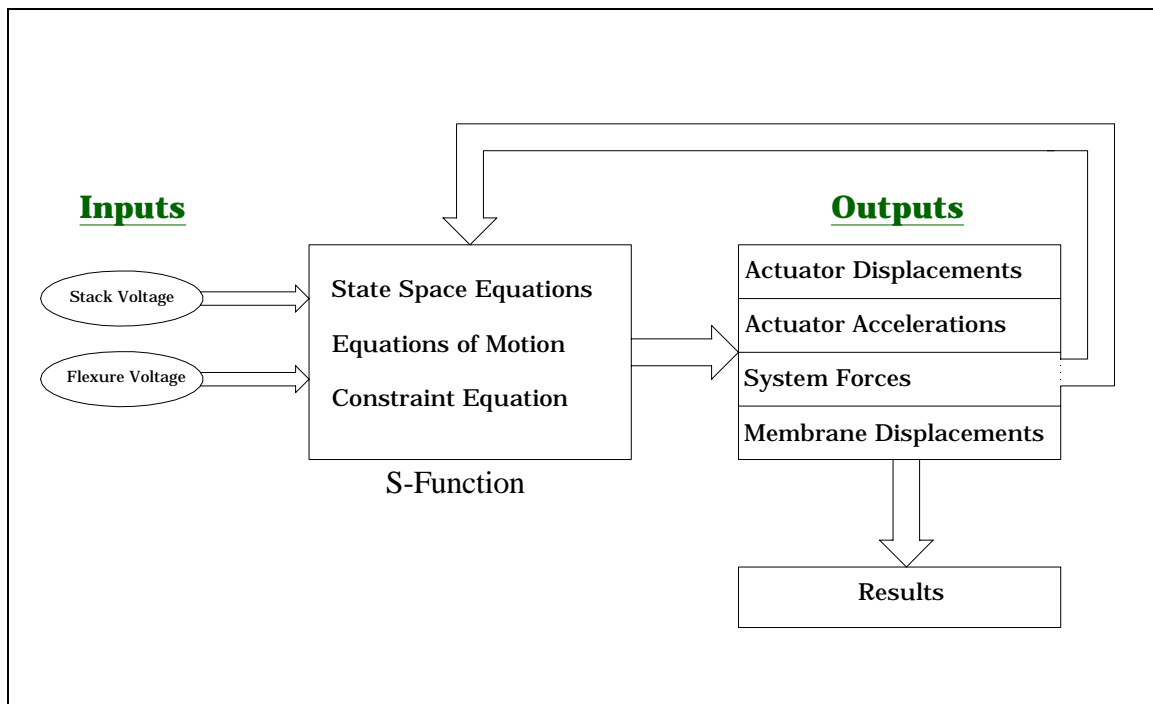 Inputs
Outputs
Stack Voltage
Flexure Voltage
State Space Equations
Equations of Motion
Constraint Equation
S-Function
Actuator Displacements
Actuator Accelerations
System Forces
Membrane Displacements
Results